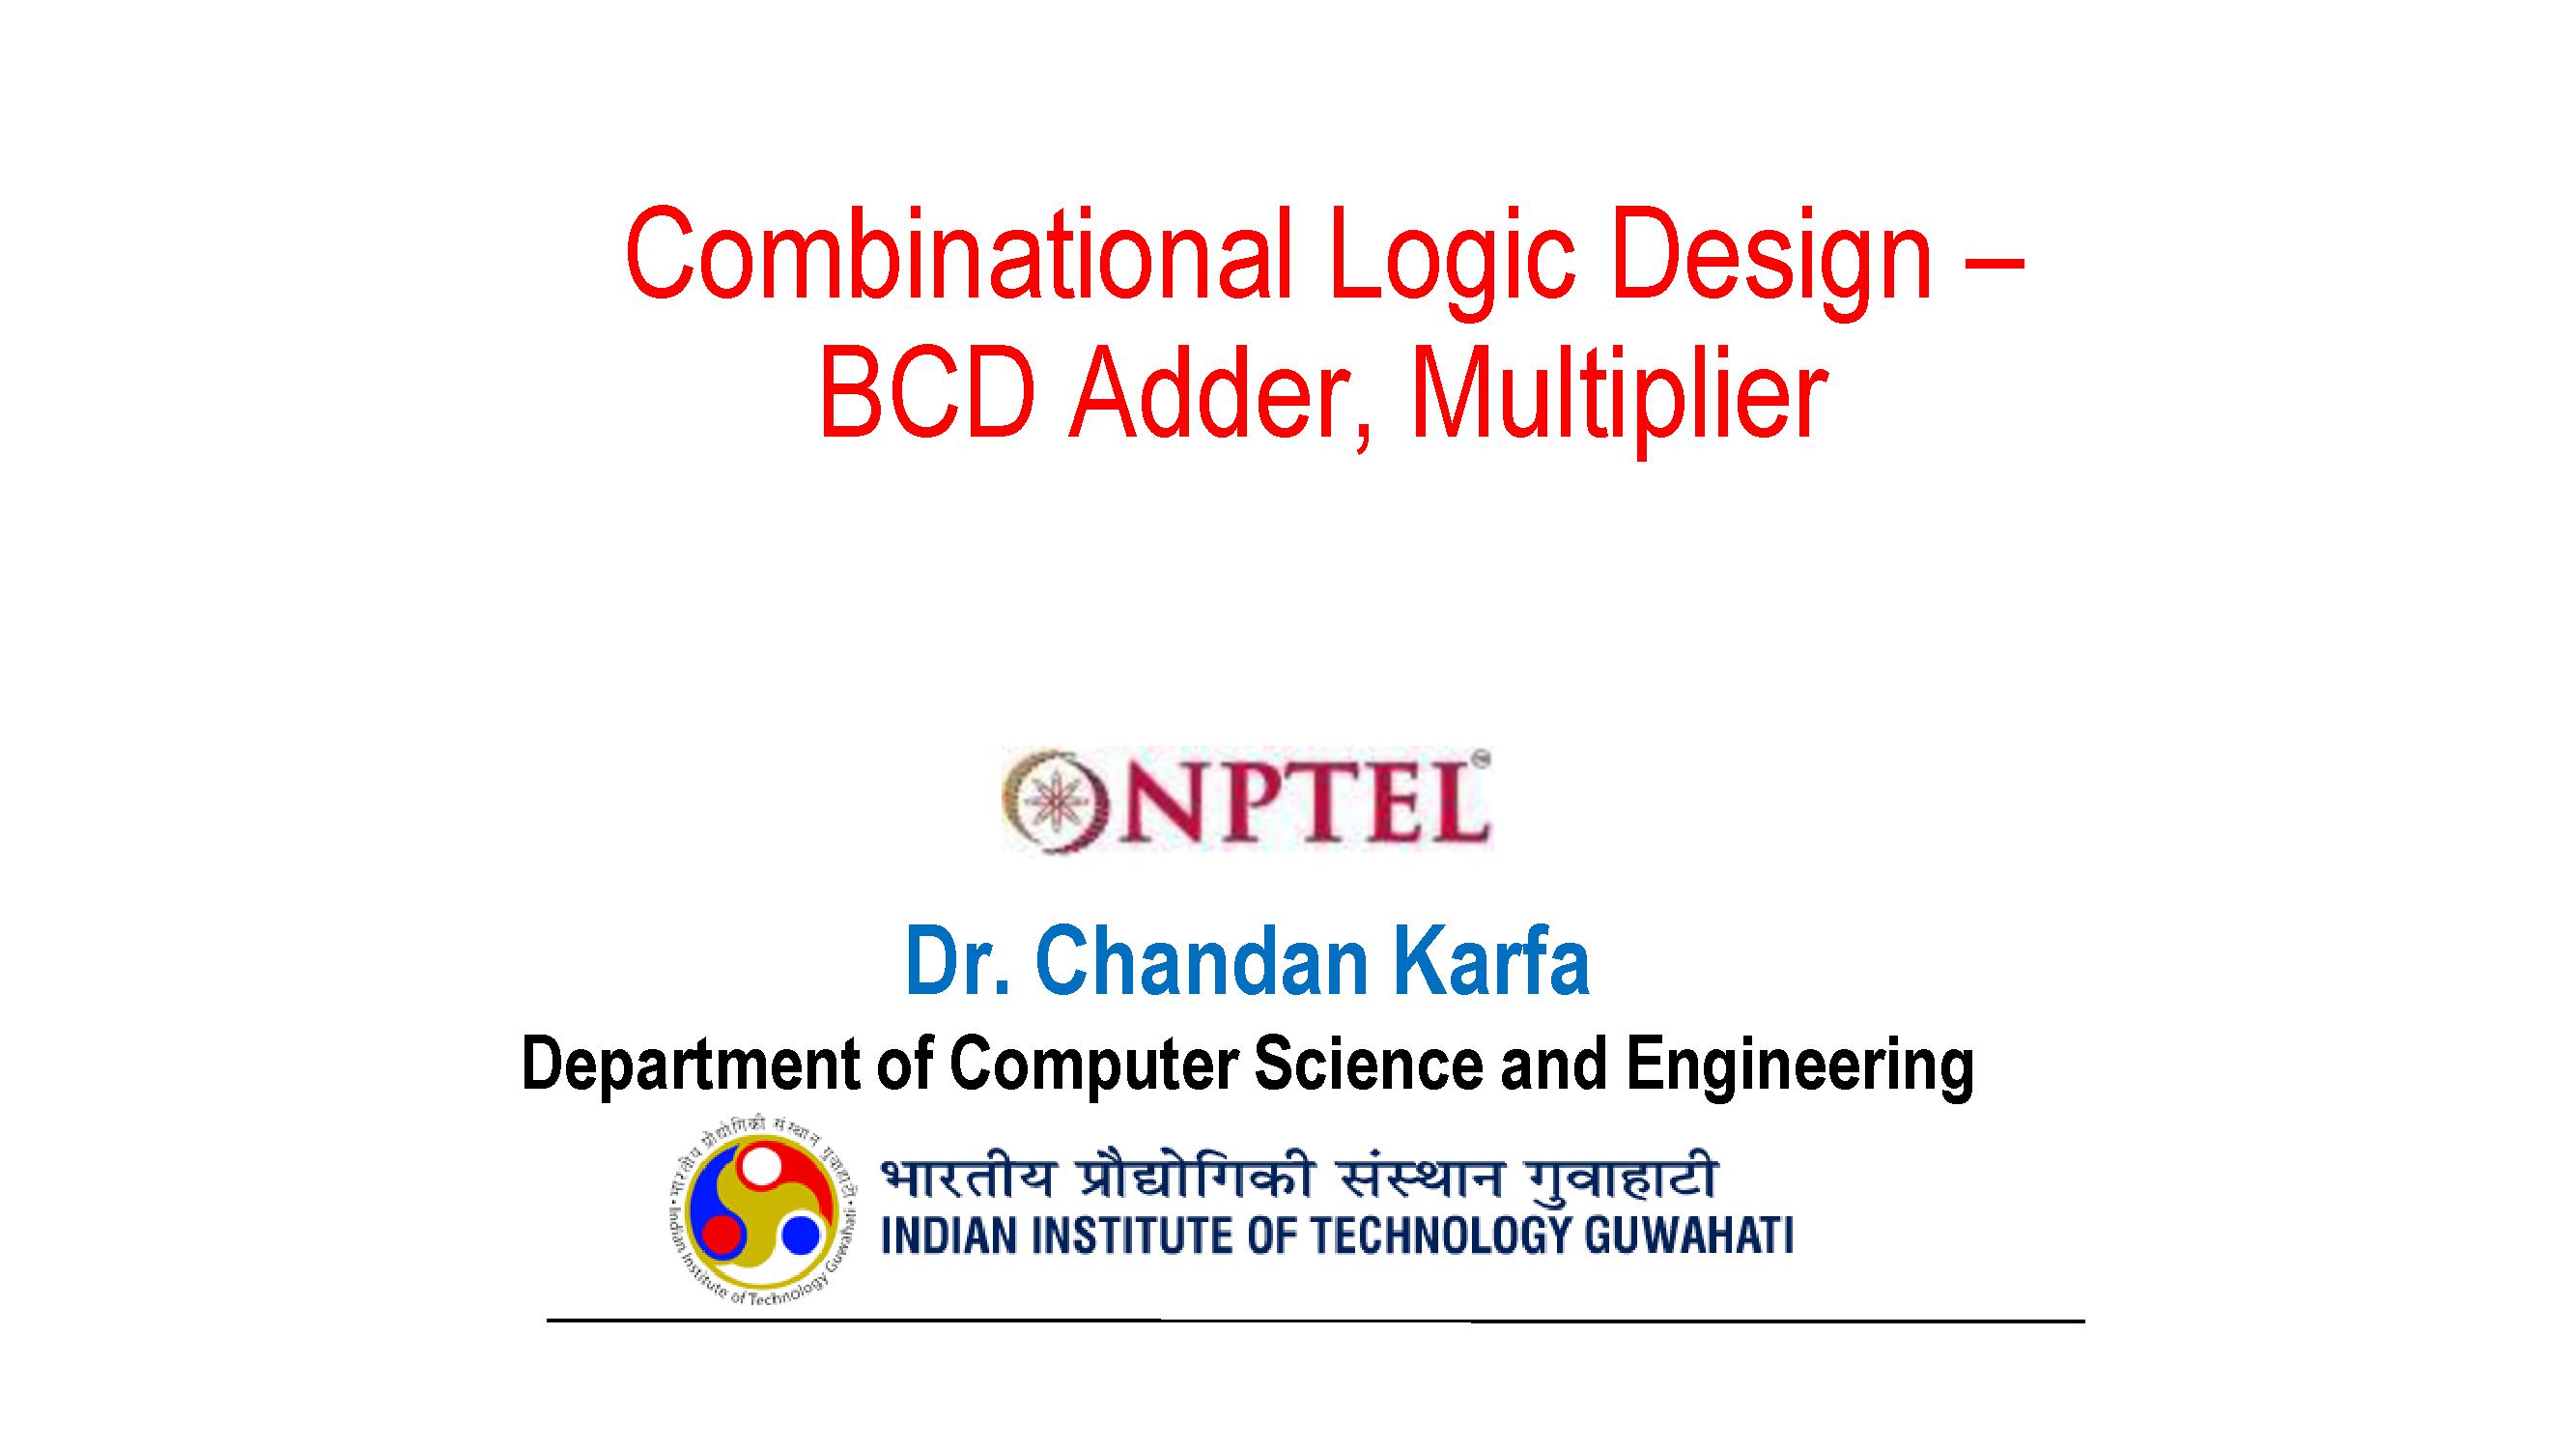 Combinational Logic Design –
BCD Adder, Multiplier
NPTEL
Dr. Chandan Karfa
Department of Computer Science and Engineering
भारतीय प्रौद्योगिकी संस्थान गुवाहाटी
Indian Institute of Technology Guwahati
भारतीय प्रौद्योगिकी संस्थान गुवाहाटी
INDIAN INSTITUTE OF TECHNOLOGY GUWAHATI